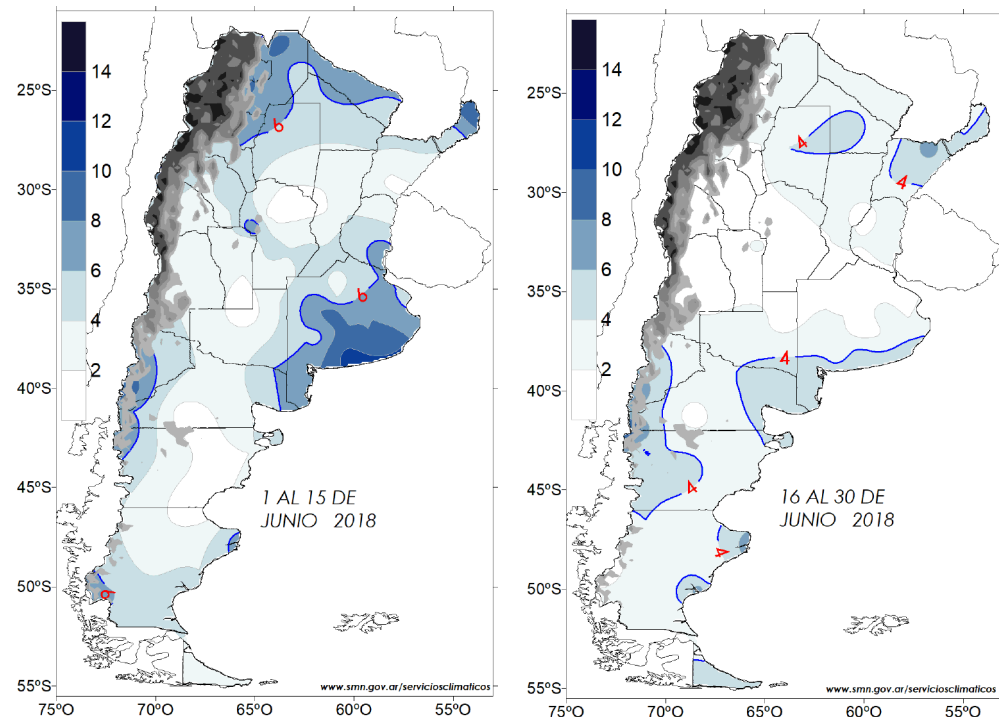 14
12
10
8
6
4
2
25ºS
30ºS
35ºS
40ºS
45ºS
50ºS
55ºS
75ºO
70ºO
65ºO
60ºO
55ºO
6
6
6
1 AL 15 DE
JUNIO 2018
www.smn.gov.ar/serviciosclimaticos
14
12
10
8
6
4
2
25ºS
30ºS
35ºS
40ºS
45ºS
50ºS
55ºS
75ºO
70ºO
65ºO
60ºO
55ºO
4
4
4
4
4
16 AL 30 DE
JUNIO 2018
www.smn.gov.ar/serviciosclimaticos